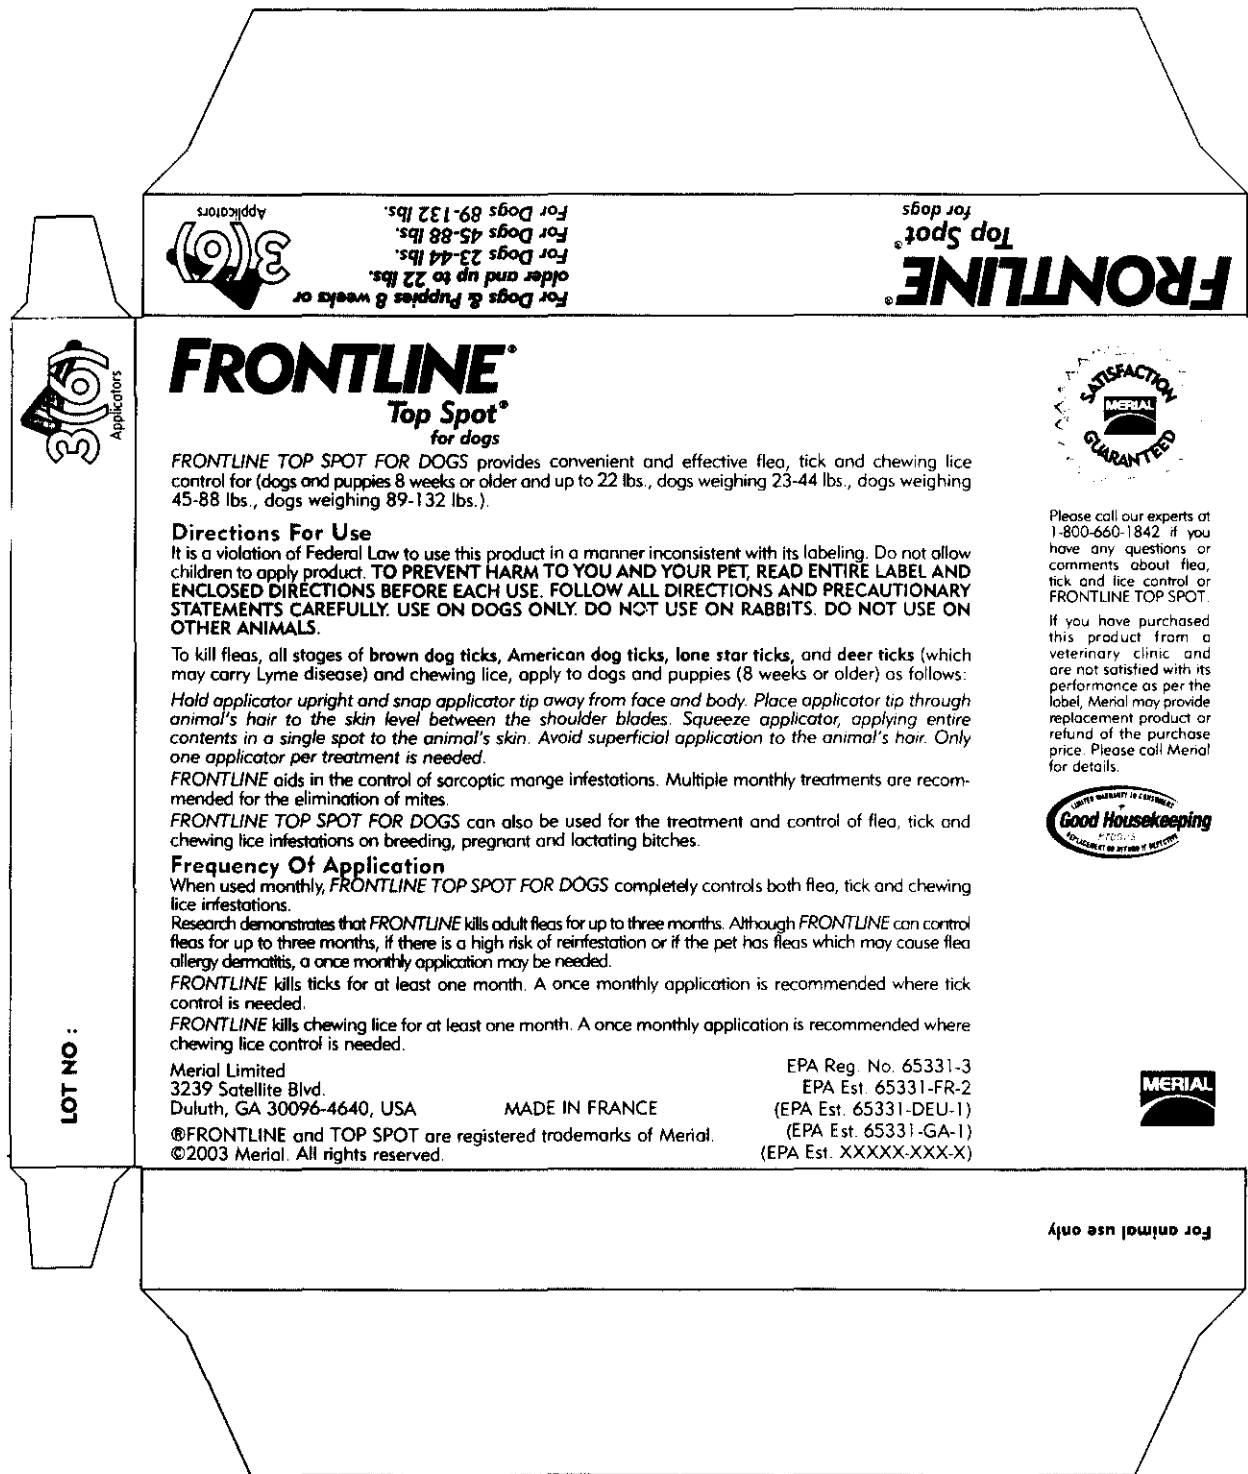 FRONTLINE®
Top Spot®
for dogs
For Dogs & Puppies 8 weeks or
older and up to 22 lbs.
For Dogs 23-44 lbs.
For Dogs 45-88 lbs.
For Dogs 89-132 lbs.
3(6)
Applicators
3(6)
Applicators
LOT NO :
FRONTLINE®
Top Spot®
for dogs
FRONTLINE TOP SPOT FOR DOGS provides convenient and effective flea, tick and chewing lice
control for (dogs and puppies 8 weeks or older and up to 22 lbs., dogs weighing 23-44 lbs., dogs weighing
45-88 lbs., dogs weighing 89-132 lbs.).
Directions For Use
It is a violation of Federal Law to use this product in a manner inconsistent with its labeling. Do not allow
children to apply product. TO PREVENT HARM TO YOU AND YOUR PET, READ ENTIRE LABEL AND
ENCLOSED DIRECTIONS BEFORE EACH USE. FOLLOW ALL DIRECTIONS AND PRECAUTIONARY
STATEMENTS CAREFULLY. USE ON DOGS ONLY. DO NOT USE ON RABBITS. DO NOT USE ON
OTHER ANIMALS.
To kill fleas, all stages of brown dog ticks, American dog ticks, lone star ticks, and deer ticks (which
may carry Lyme disease) and chewing lice, apply to dogs and puppies (8 weeks or older) as follows:
Hold applicator upright and snap applicator tip away from face and body. Place applicator tip through
animal's hair to the skin level between the shoulder blades. Squeeze applicator, applying entire
contents in a single spot to the animal's skin. Avoid superficial application to the animal's hair. Only
one applicator per treatment is needed.
FRONTLINE aids in the control of sarcoptic mange infestations. Multiple monthly treatments are recom-
mended for the elimination of mites.
FRONTLINE TOP SPOT FOR DOGS can also be used for the treatment and control of flea, tick and
chewing lice infestations on breeding, pregnant and lactating bitches.
Frequency Of Application
When used monthly, FRONTLINE TOP SPOT FOR DOGS completely controls both flea, tick and chewing
lice infestations.
Research demonstrates that FRONTLINE kills adult fleas for up to three months. Although FRONTLINE can control
fleas for up to three months, if there is a high risk of reinfestation or if the pet has fleas which may cause flea
allergy dermatitis, a once monthly application may be needed.
FRONTLINE kills ticks for at least one month. A once monthly application is recommended where tick
control is needed.
FRONTLINE kills chewing lice for at least one month. A once monthly application is recommended where
chewing lice control is needed.
Merial Limited
3239 Satellite Blvd.
Duluth, GA 30096-4640, USA
MADE IN FRANCE
®FRONTLINE and TOP SPOT are registered trademarks of Merial.
©2003 Merial. All rights reserved.
EPA Reg. No. 65331-3
EPA Est. 65331-FR-2
(EPA Est. 65331-DEU-1)
(EPA Est. 65331-GA-1)
(EPA Est. XXXXX-XXX-X)
SATISFACTION
MERIAL
GUARANTEED
Please call our experts at
1-800-660-1842 if you
have any questions or
comments about flea,
tick and lice control or
FRONTLINE TOP SPOT.
If you have purchased
this product from a
veterinary clinic and
are not satisfied with its
performance as per the
label, Merial may provide
replacement product or
refund of the purchase
price. Please call Merial
for details.
LIMITED WARRANTY TO CONSUMERS
Good Housekeeping
REPLACEMENT OR REFUND IF DEFECTIVE
MERIAL
For animal use only